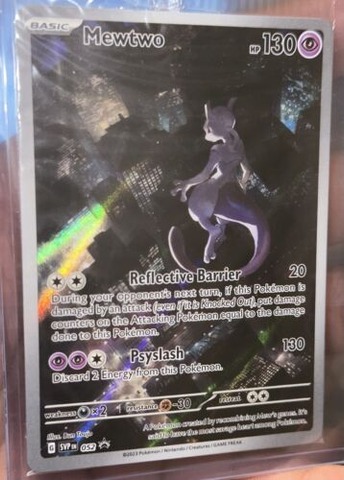 BASIC
Mewtwo HP 130
Reflective Barrier 20
During your opponent's next turn, if this Pokémon is
damaged by an attack (even if it is Knocked Out), put damage
counters on the Attacking Pokémon equal to the damage
done to this Pokémon.
Psyslash 130
Discard 2 Energy from this Pokémon.
weakness ×2 resistance -30 retreat
Illus.
A Pokémon created by recombining Mew's genes. It's
said to have the most savage heart among Pokémon.
G SVP EN 052 ©2023 Pokémon / Nintendo / Creatures / GAME FREAK